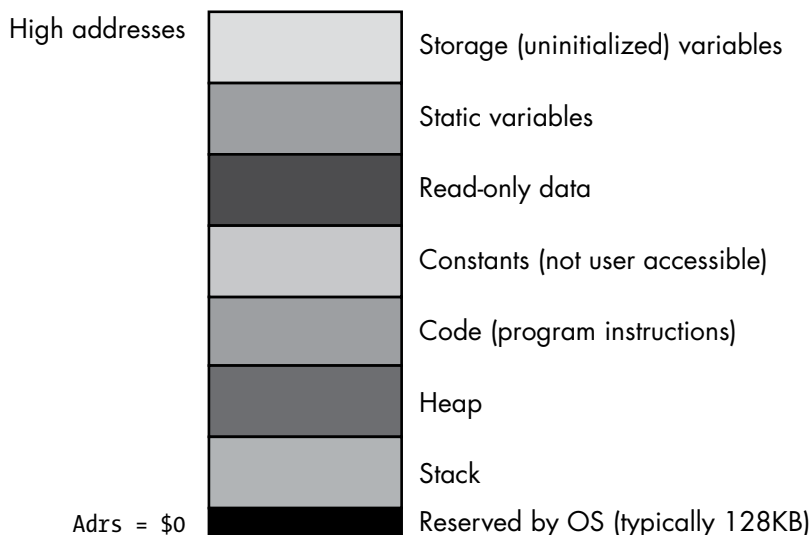 High addresses
Storage (uninitialized) variables
Static variables
Read-only data
Constants (not user accessible)
Code (program instructions)
Heap
Stack
Adrs = $0
Reserved by OS (typically 128KB)